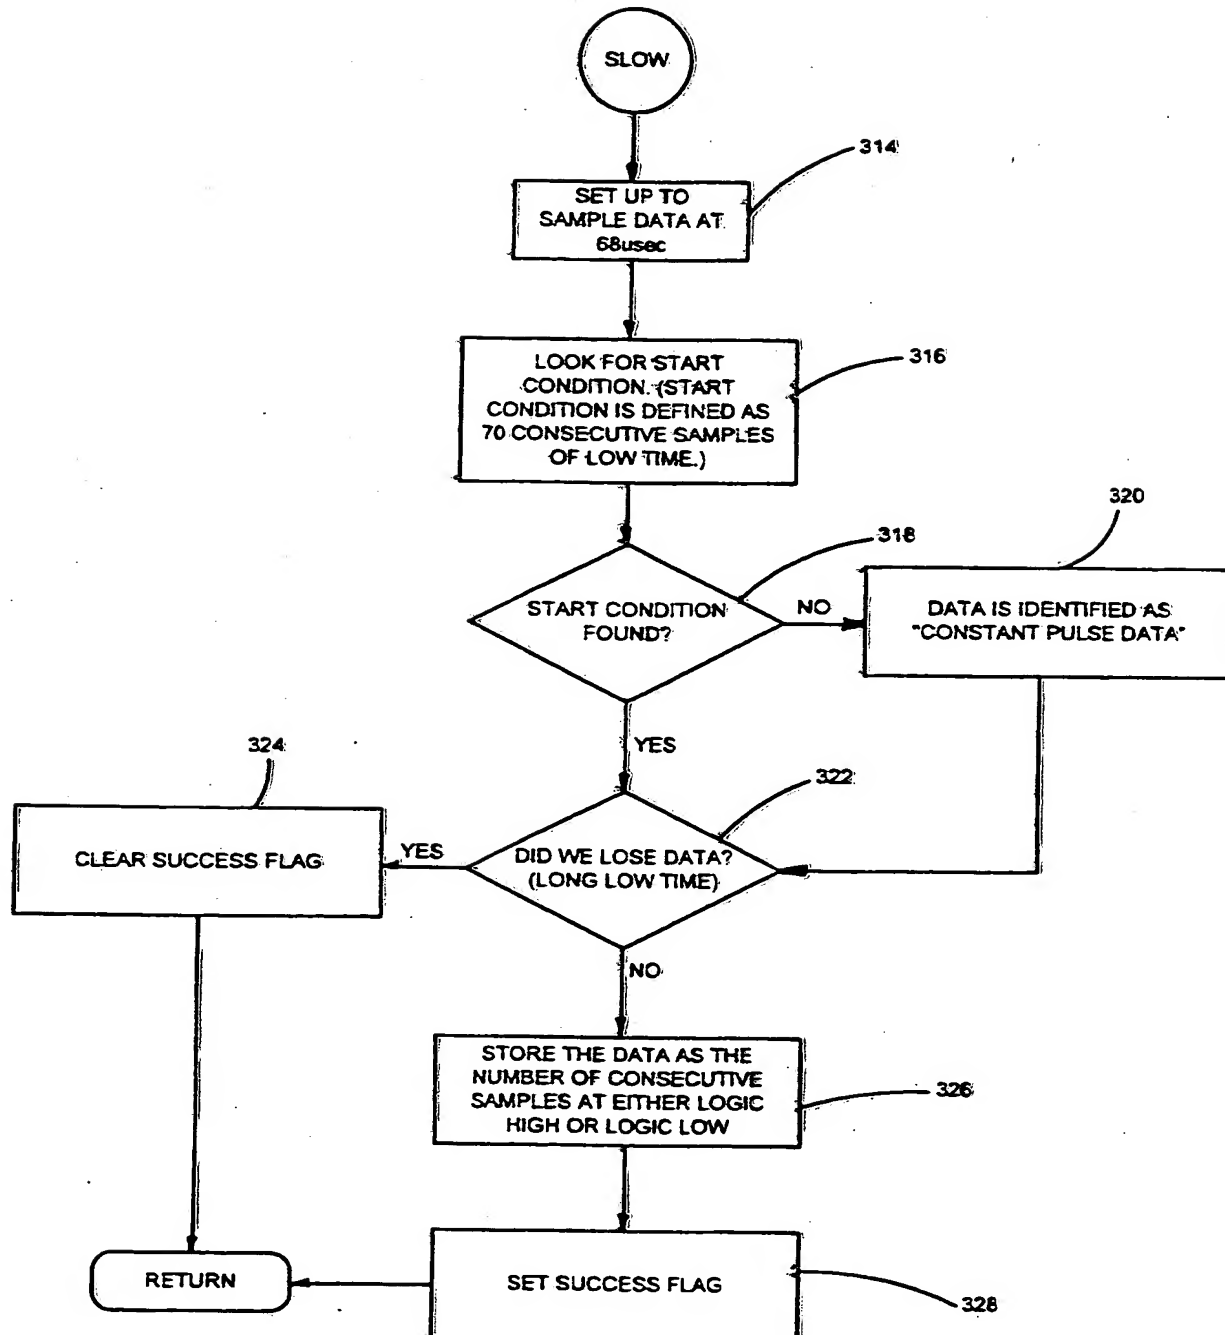 SLOW
314
SET UP TO
SAMPLE DATA AT
68usec
LOOK FOR START
CONDITION. (START
CONDITION IS DEFINED AS
70 CONSECUTIVE SAMPLES
OF LOW TIME.)
316
318
START CONDITION
FOUND?
NO
320
DATA IS IDENTIFIED AS
"CONSTANT PULSE DATA"
YES
322
DID WE LOSE DATA?
(LONG LOW TIME)
YES
324
CLEAR SUCCESS FLAG
NO
STORE THE DATA AS THE
NUMBER OF CONSECUTIVE
SAMPLES AT EITHER LOGIC
HIGH OR LOGIC LOW
326
SET SUCCESS FLAG
328
RETURN